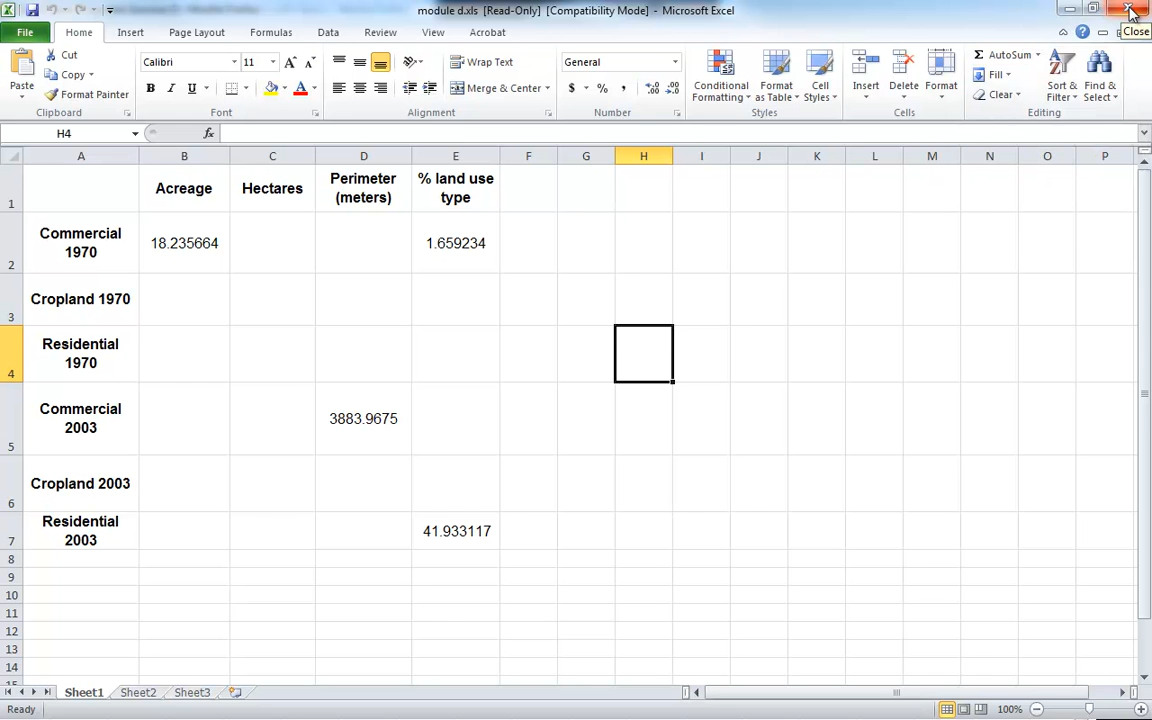 module d.xls [Read-Only] [Compatibility Mode] - Microsoft Excel
Close
File Home Insert Page Layout Formulas Data Review View Acrobat
Paste
Cut
Copy
Format Painter
Clipboard
Calibri 11
B I U
Font
Wrap Text
Merge & Center
Alignment
General
$ % ,
Number
Conditional Formatting
Format as Table
Cell Styles
Styles
Insert
Delete
Format
Cells
AutoSum
Fill
Clear
Sort & Filter
Find & Select
Editing
H4 fx
A B C D E F G H I J K L M N O P
1 Acreage Hectares Perimeter (meters) % land use type
2 Commercial 1970 18.235664 1.659234
3 Cropland 1970
4 Residential 1970
5 Commercial 2003 3883.9675
6 Cropland 2003
7 Residential 2003 41.933117
8
9
10
11
12
13
14
Sheet1 Sheet2 Sheet3
Ready 100%